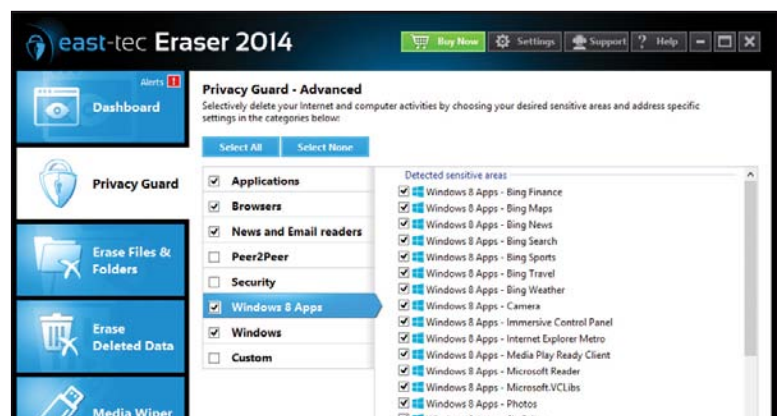 east-tec Eraser 2014
Buy Now
Settings
Support
? Help
Alerts
Dashboard
Privacy Guard
Erase Files &
Folders
Erase
Deleted Data
Media Wiper
Privacy Guard - Advanced
Selectively delete your Internet and computer activities by choosing your desired sensitive areas and address specific
settings in the categories below:
Select All
Select None
Applications
Browsers
News and Email readers
Peer2Peer
Security
Windows 8 Apps
Windows
Custom
Detected sensitive areas
Windows 8 Apps - Bing Finance
Windows 8 Apps - Bing Maps
Windows 8 Apps - Bing News
Windows 8 Apps - Bing Search
Windows 8 Apps - Bing Sports
Windows 8 Apps - Bing Travel
Windows 8 Apps - Bing Weather
Windows 8 Apps - Camera
Windows 8 Apps - Immersive Control Panel
Windows 8 Apps - Internet Explorer Metro
Windows 8 Apps - Media Play Ready Client
Windows 8 Apps - Microsoft Reader
Windows 8 Apps - Microsoft.VCLibs
Windows 8 Apps - Photos